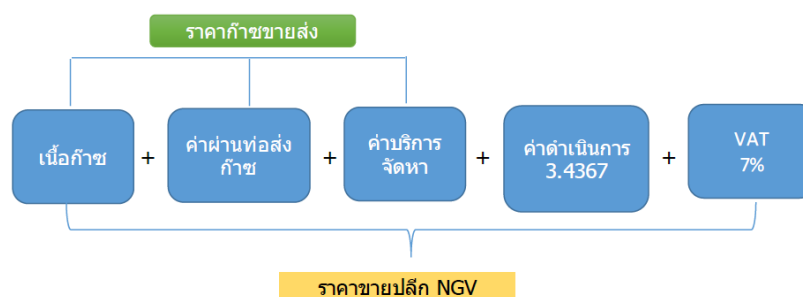 ราคาก๊าซขายส่ง
เนื้อก๊าซ
+
ค่าผ่านท่อส่ง
ก๊าซ
+
ค่าบริการ
จัดหา
+
ค่าดำเนินการ
3.4367
+
VAT
7%
ราคาขายปลีก NGV